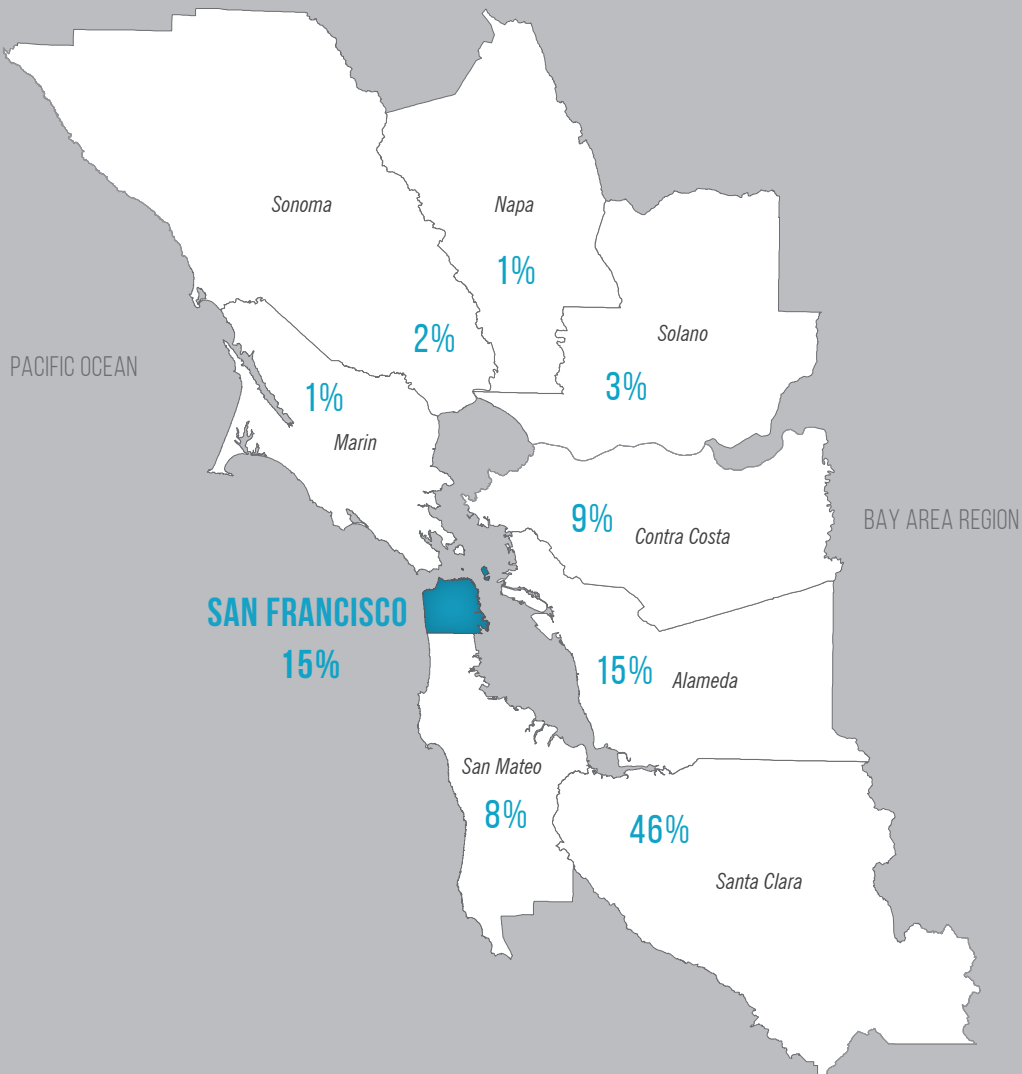 Sonoma
Napa
1%
2%
Solano
3%
PACIFIC OCEAN
1%
Marin
9%
Contra Costa
BAY AREA REGION
SAN FRANCISCO
15%
15%
Alameda
San Mateo
8%
46%
Santa Clara